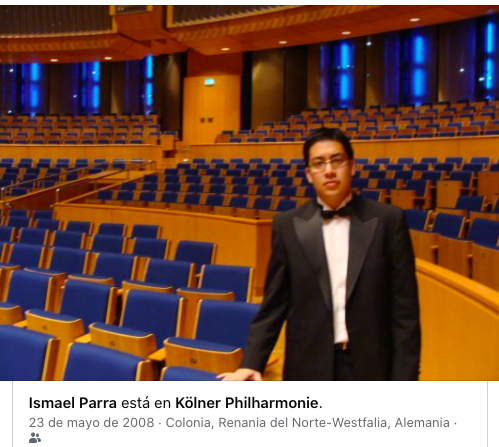 Ismael Parra está en Kölner Philharmonie.
23 de mayo de 2008 · Colonia, Renania del Norte-Westfalia, Alemania ·